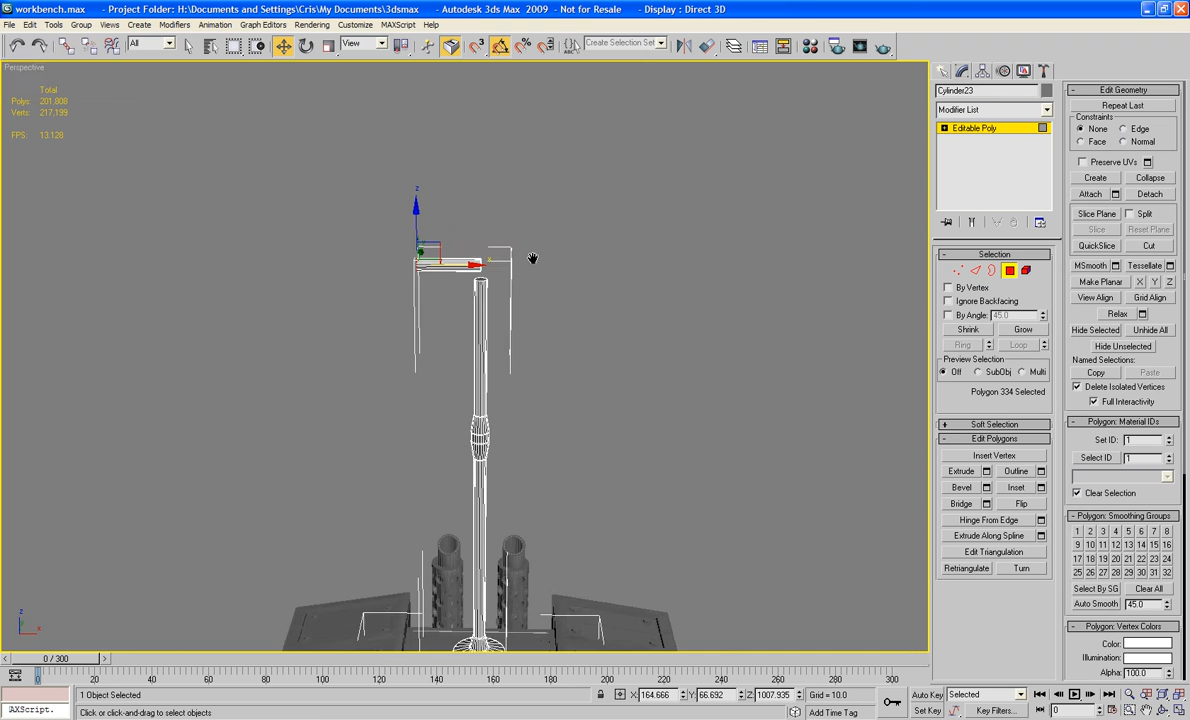 workbench.max - Project Folder: H:\Documents and Settings\Cris\My Documents\3dsmax - Autodesk 3ds Max 2009 - Not for Resale - Display : Direct 3D
File Edit Tools Group Views Create Modifiers Animation Graph Editors Rendering Customize MAXScript Help
All View Create Selection Set
Perspective
Total
Polys: 201,808
Verts: 217,199
FPS: 13.128
z
x
Cylinder23
Modifier List
Editable Poly
Selection
By Vertex
Ignore Backfacing
By Angle: 45.0
Shrink Grow
Ring Loop
Preview Selection
Off SubObj Multi
Polygon 334 Selected
Soft Selection
Edit Polygons
Insert Vertex
Extrude Outline
Bevel Inset
Bridge Flip
Hinge From Edge
Extrude Along Spline
Edit Triangulation
Retriangulate Turn
Edit Geometry
Repeat Last
Constraints
None Edge
Face Normal
Preserve UVs
Create Collapse
Attach Detach
Slice Plane Split
Slice Reset Plane
QuickSlice Cut
MSmooth Tessellate
Make Planar X Y Z
View Align Grid Align
Relax
Hide Selected Unhide All
Hide Unselected
Named Selections:
Copy Paste
Delete Isolated Vertices
Full Interactivity
Polygon: Material IDs
Set ID: 1
Select ID 1
Clear Selection
Polygon: Smoothing Groups
1 2 3 4 5 6 7 8
9 10 11 12 13 14 15 16
17 18 19 20 21 22 23 24
25 26 27 28 29 30 31 32
Select By SG Clear All
Auto Smooth 45.0
Polygon: Vertex Colors
Color:
Illumination:
Alpha: 100.0
0 / 300
0 20 40 60 80 100 120 140 160 180 200 220 240 260 280 300
1 Object Selected X: 164.666 Y: 66.692 Z: 1007.935 Grid = 10.0 Auto Key Selected
AXScript. Click or click-and-drag to select objects Add Time Tag Set Key Key Filters... 0